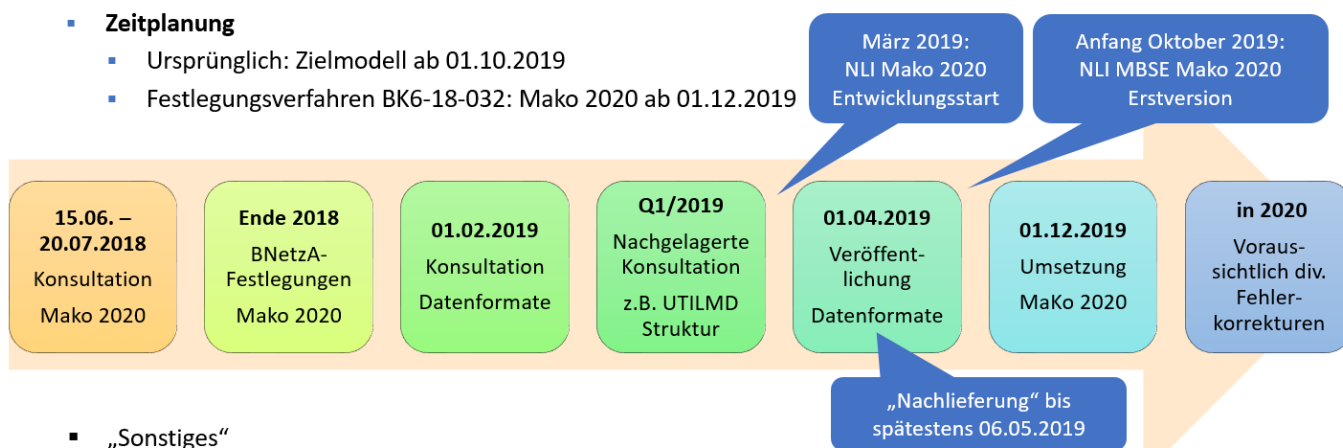 Zeitplanung
Ursprünglich: Zielmodell ab 01.10.2019
Festlegungsverfahren BK6-18-032: Mako 2020 ab 01.12.2019
März 2019:
NLI Mako 2020
Entwicklungsstart
Anfang Oktober 2019:
NLI MBSE Mako 2020
Erstversion
15.06. –
20.07.2018
Konsultation
Mako 2020
Ende 2018
BNetzA-
Festlegungen
Mako 2020
01.02.2019
Konsultation
Datenformate
Q1/2019
Nachgelagerte
Konsultation
z.B. UTILMD
Struktur
01.04.2019
Veröffent-
lichung
Datenformate
01.12.2019
Umsetzung
MaKo 2020
in 2020
Voraus-
sichtlich div.
Fehler-
korrekturen
„Nachlieferung“ bis
spätestens 06.05.2019
„Sonstiges“